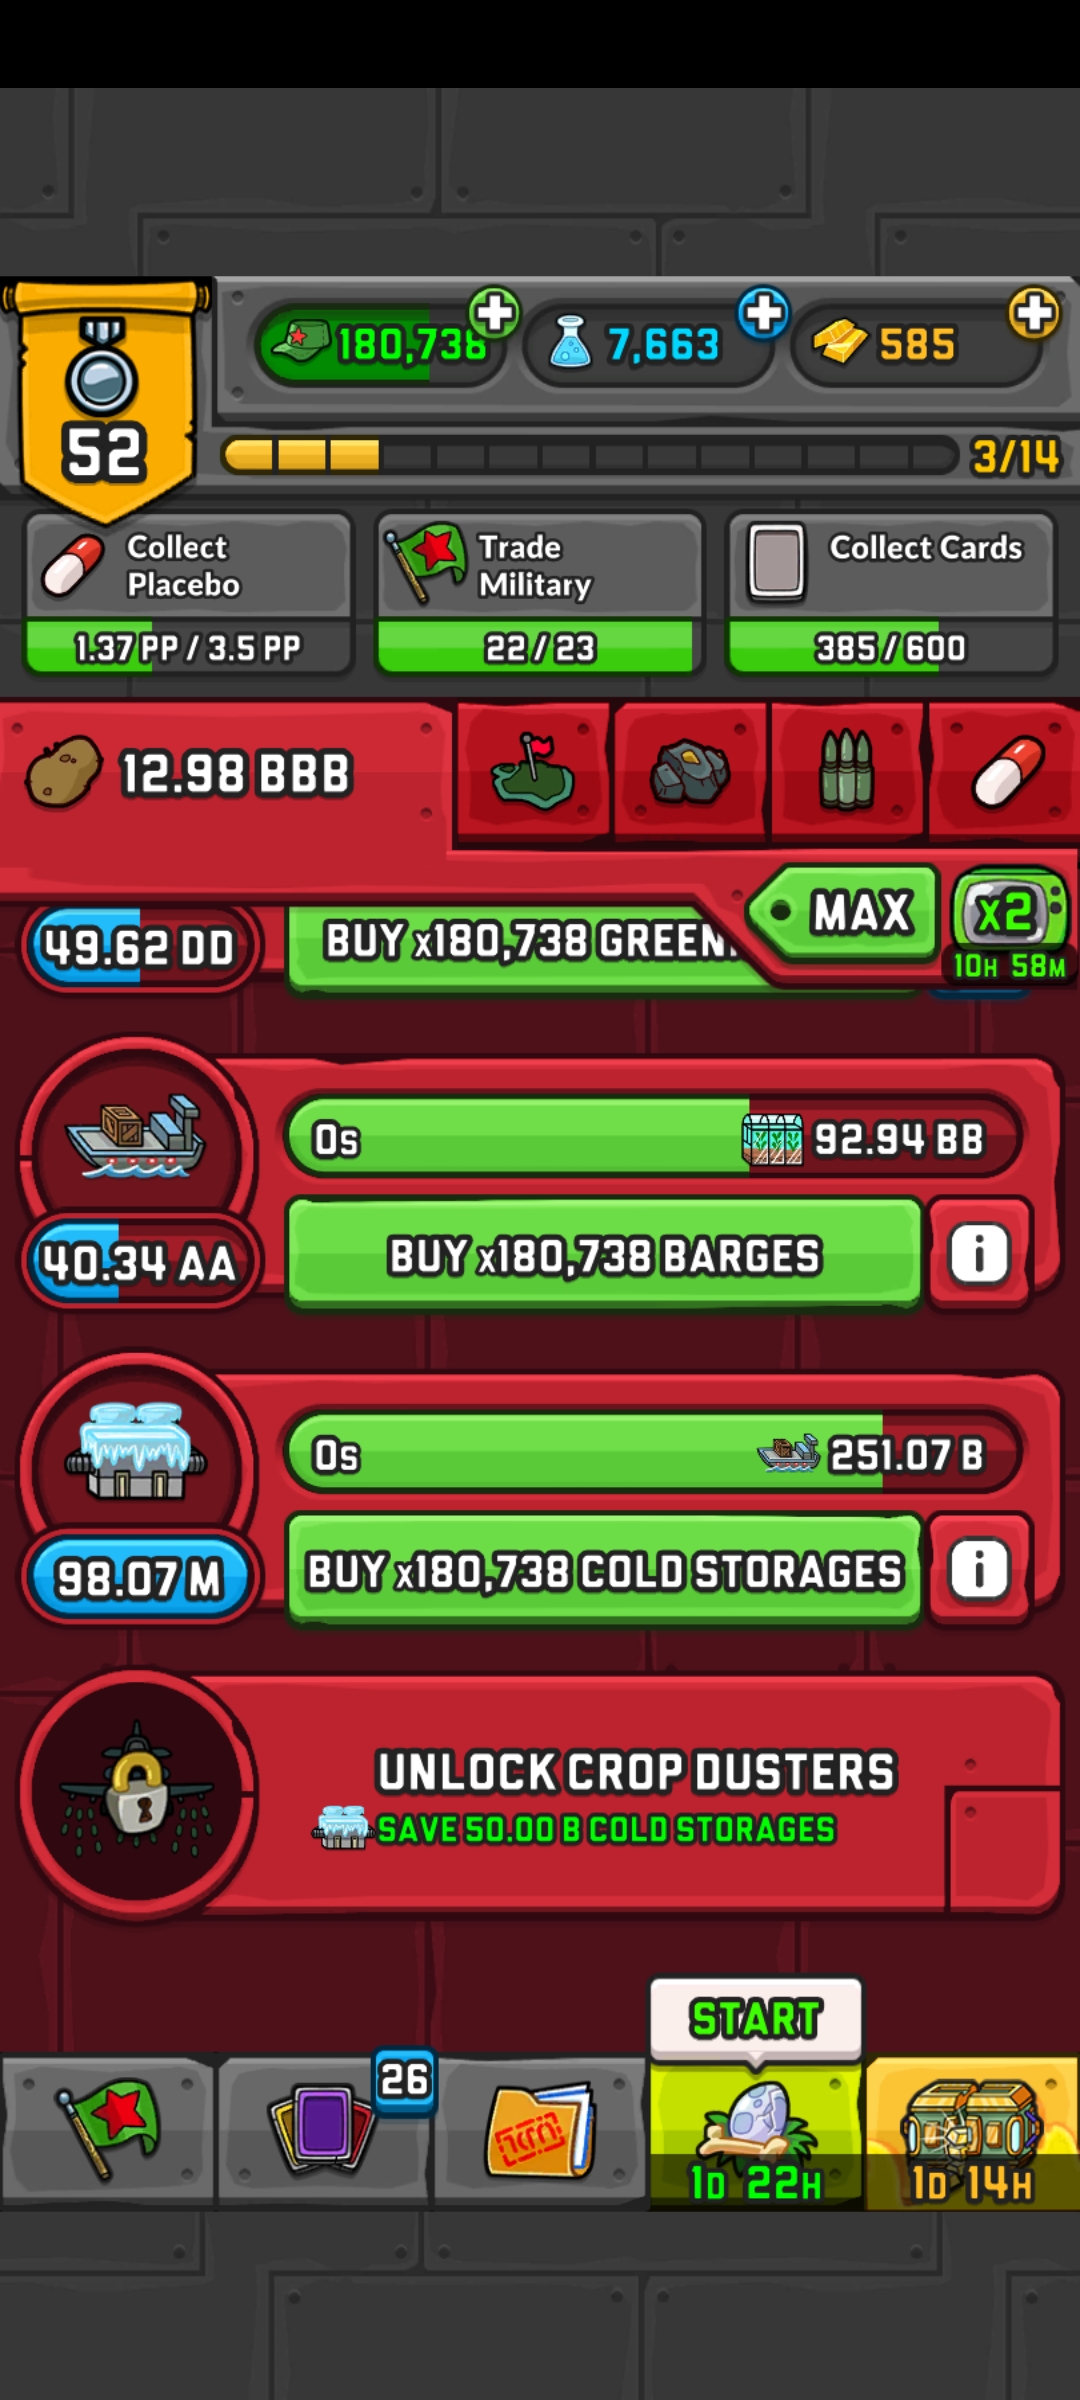 180,738
7,663
585
52
3/14
Collect
Placebo
1.37 PP / 3.5 PP
Trade
Military
22 / 23
Collect Cards
385 / 600
12.98 BBB
MAX
x2
10H 58M
49.62 DD
BUY x180,738 GREEN
0s
92.94 BB
40.34 AA
BUY x180,738 BARGES
i
0s
251.07 B
98.07 M
BUY x180,738 COLD STORAGES
i
UNLOCK CROP DUSTERS
SAVE 50.00 B COLD STORAGES
START
26
1D 22H
1D 14H